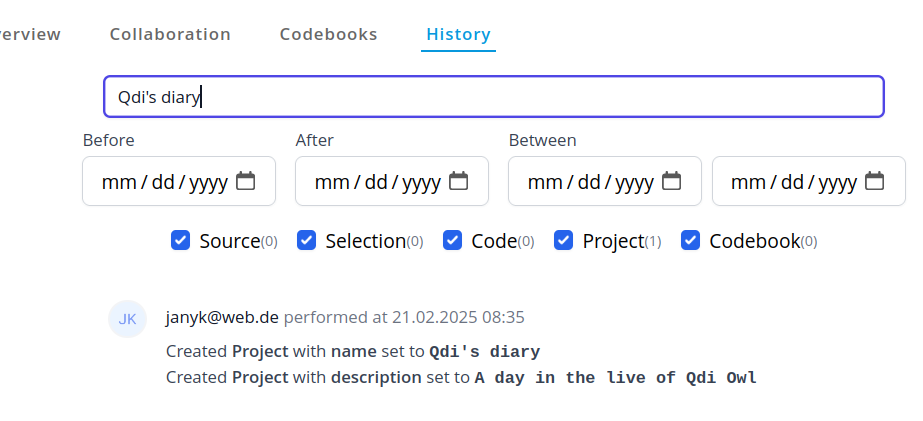 erview Collaboration Codebooks History
Qdi's diary
Before After Between
mm/dd/yyyy mm/dd/yyyy mm/dd/yyyy mm/dd/yyyy
Source(0) Selection(0) Code(0) Project(1) Codebook(0)
JK janyk@web.de performed at 21.02.2025 08:35
Created Project with name set to Qdi's diary
Created Project with description set to A day in the live of Qdi Owl